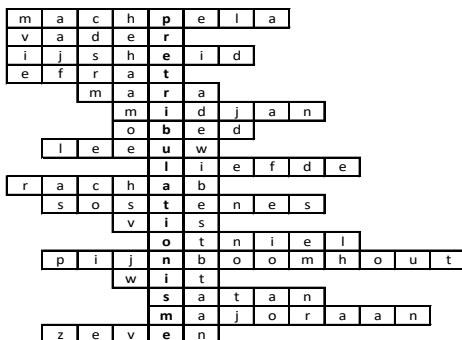 machpela
vader
ijsheid
efrat
mara
midjan
obed
leeuw
liefde
rachab
sostenes
vis
otniel
pijnboomhout
wit
satan
majoraan
zeven